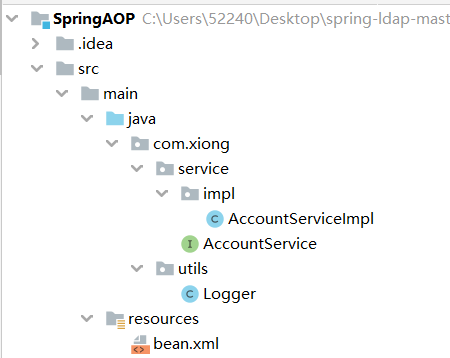 SpringAOP C:\Users\52240\Desktop\spring-ldap-mast
.idea
src
main
java
com.xiong
service
impl
C AccountServiceImpl
I AccountService
utils
C Logger
resources
bean.xml